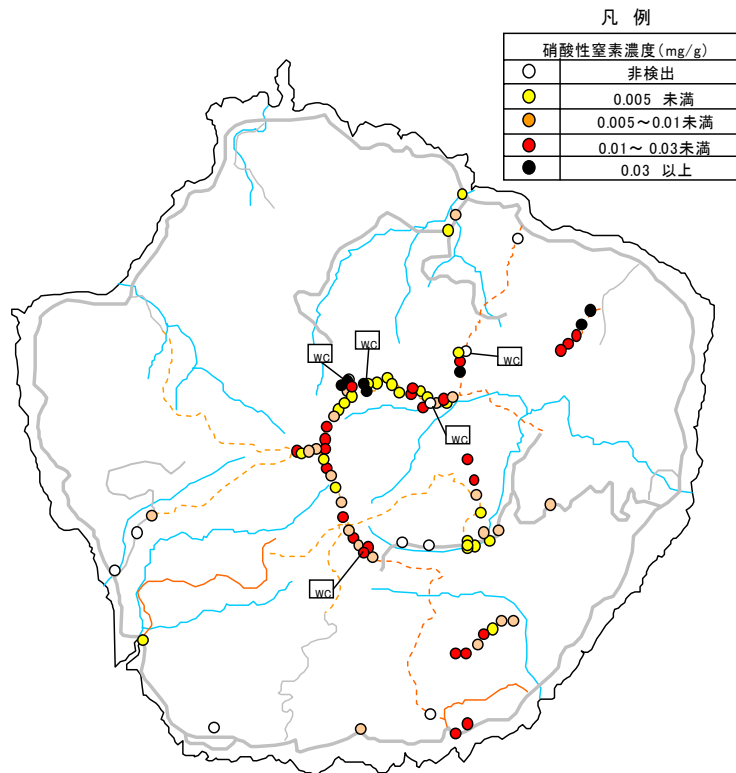 凡 例
硝酸性窒素濃度(mg/g)
非検出
0.005 未満
0.005～0.01未満
0.01～ 0.03未満
0.03 以上
WC
WC
WC
WC
WC